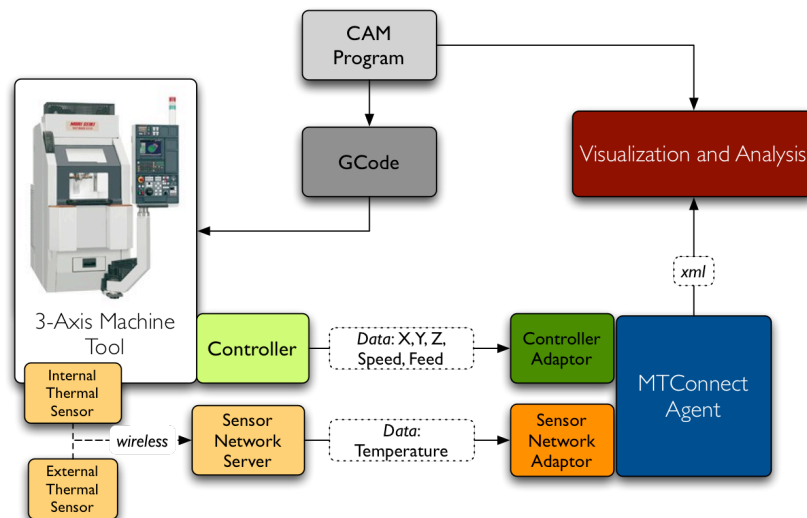 CAM
Program
GCode
Visualization and Analysis
xml
3-Axis Machine
Tool
Controller
Data: X,Y, Z,
Speed, Feed
Controller
Adaptor
MTConnect
Agent
Internal
Thermal
Sensor
wireless
Sensor
Network
Server
Data:
Temperature
Sensor
Network
Adaptor
External
Thermal
Sensor